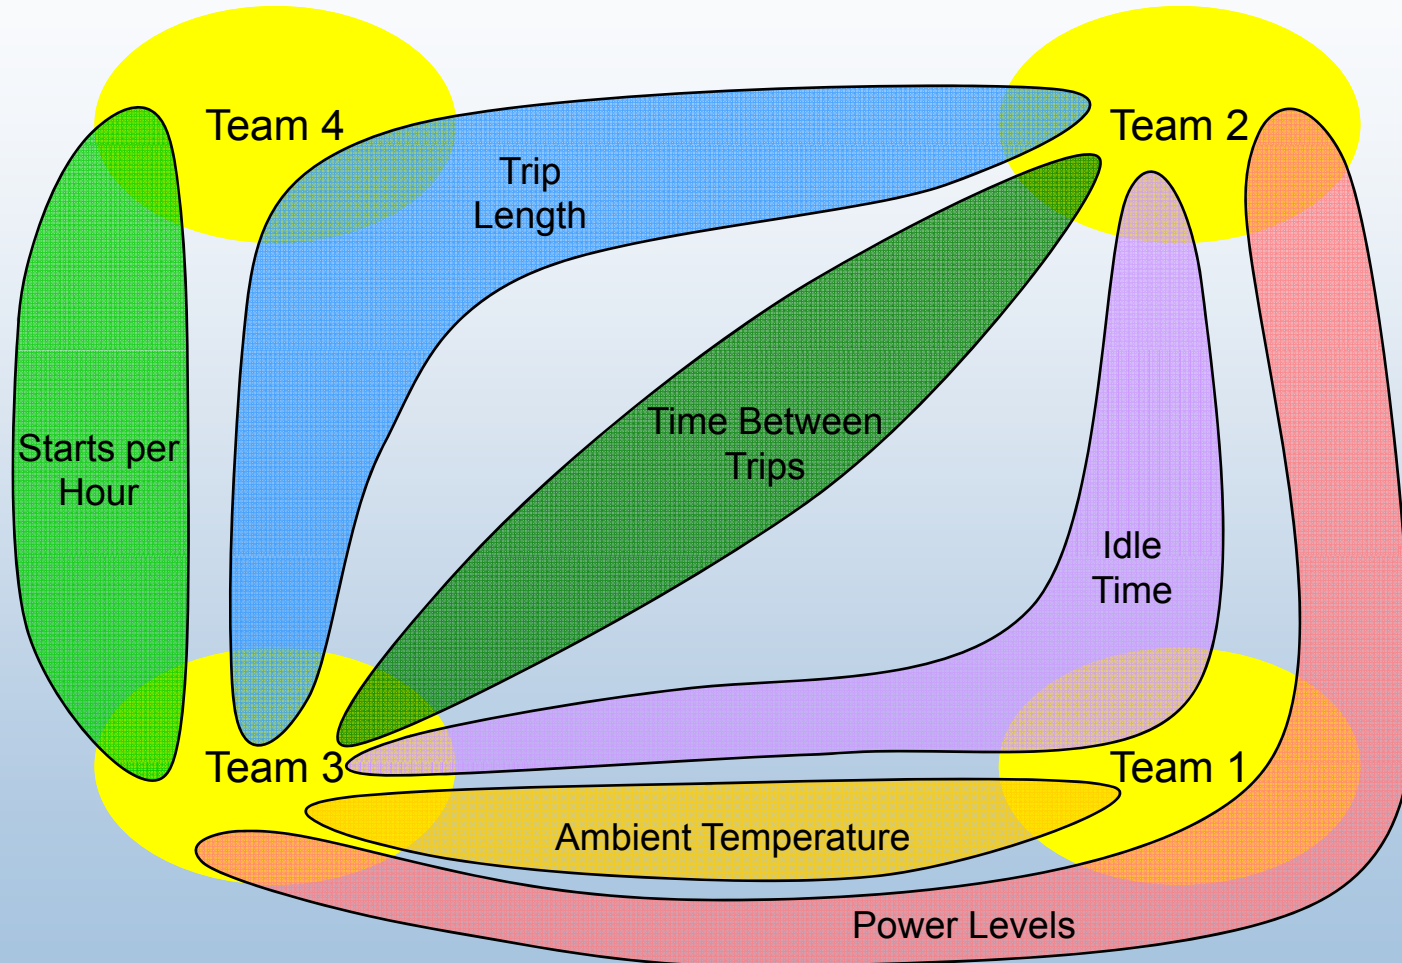 Team 4
Team 2
Trip
Length
Time Between
Trips
Starts per
Hour
Idle
Time
Team 3
Team 1
Ambient Temperature
Power Levels